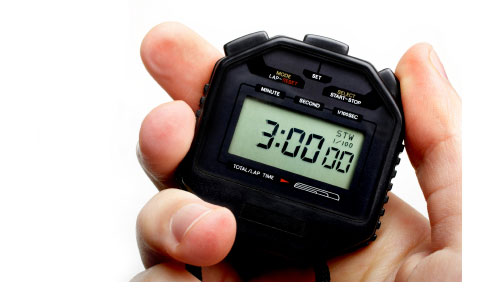 MODE
LAP-RESET
SET
SELECT
START-STOP
MINUTE
SECOND
1/100SEC
STW
1/100
3:00 00
TOTAL/LAP TIME